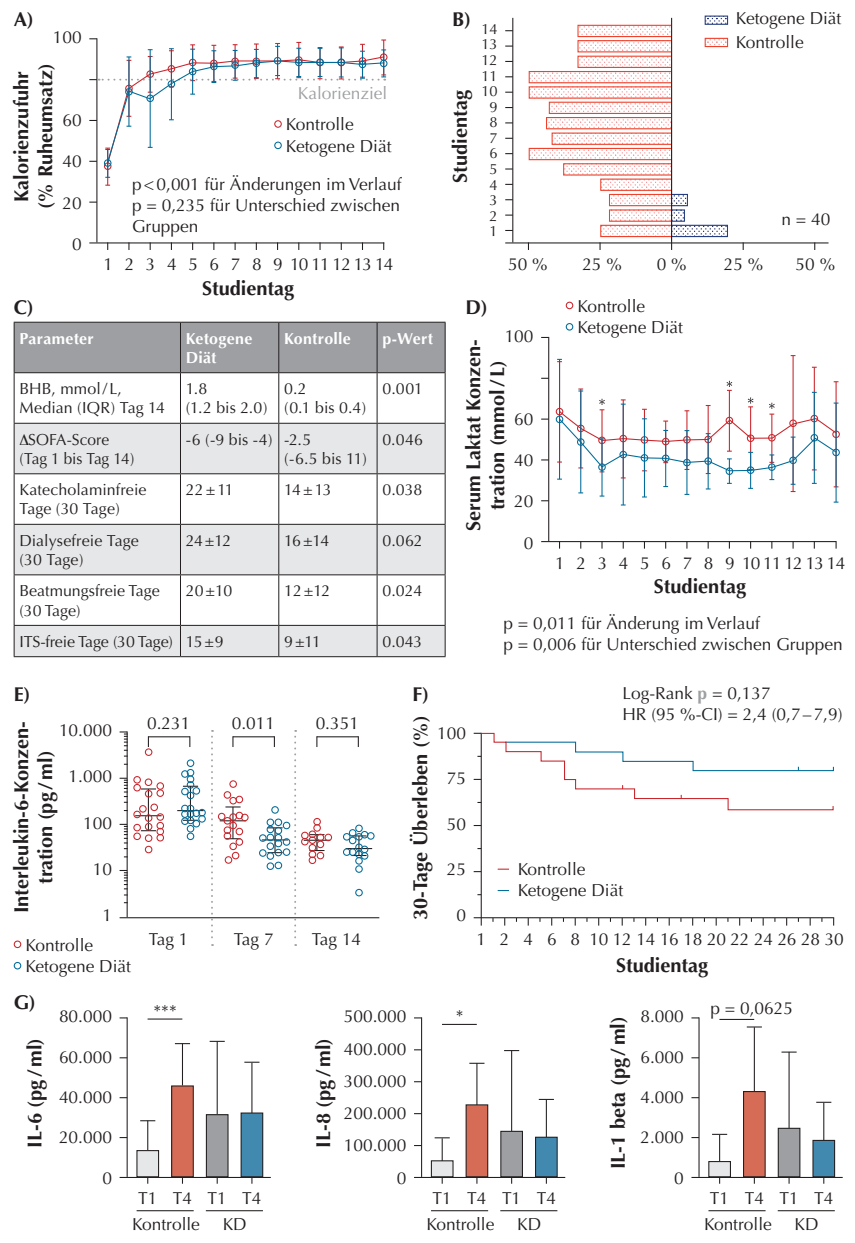 A)
Kalorienzufuhr
(% Ruheumsatz)
100
80
60
40
20
0
Kalorienziel
Kontrolle
Ketogene Diät
p < 0,001 für Änderungen im Verlauf
p = 0,235 für Unterschied zwischen
Gruppen
1 2 3 4 5 6 7 8 9 10 11 12 13 14
Studientag
B)
Ketogene Diät
Kontrolle
Studientag
14
13
12
11
10
9
8
7
6
5
4
3
2
1
n = 40
50 % 25 % 0 % 25 % 50 %
C)
Parameter Ketogene Diät Kontrolle p-Wert
BHB, mmol/L, Median (IQR) Tag 14 1.8 (1.2 bis 2.0) 0.2 (0.1 bis 0.4) 0.001
ΔSOFA-Score (Tag 1 bis Tag 14) -6 (-9 bis -4) -2.5 (-6.5 bis 11) 0.046
Katecholaminfreie Tage (30 Tage) 22±11 14±13 0.038
Dialysefreie Tage (30 Tage) 24±12 16±14 0.062
Beatmungsfreie Tage (30 Tage) 20±10 12±12 0.024
ITS-freie Tage (30 Tage) 15±9 9±11 0.043
D)
Kontrolle
Ketogene Diät
Serum Laktat Konzen-
tration (mmol/L)
100
60
40
20
0
* * * * *
1 2 3 4 5 6 7 8 9 10 11 12 13 14
Studientag
p = 0,011 für Änderung im Verlauf
p = 0,006 für Unterschied zwischen Gruppen
E)
Interleukin-6-Konzen-
tration (pg/ml)
10.000
1.000
100
10
1
0.231 0.011 0.351
Tag 1 Tag 7 Tag 14
Kontrolle
Ketogene Diät
F)
Log-Rank p = 0,137
HR (95 %-CI) = 2,4 (0,7–7,9)
30-Tage Überleben (%)
100
75
50
25
0
Kontrolle
Ketogene Diät
1 2 4 6 8 10 12 14 16 18 20 22 24 26 28 30
Studientag
G)
IL-6 (pg/ml)
80.000
60.000
40.000
20.000
0
***
T1 T4 T1 T4
Kontrolle KD
IL-8 (pg/ml)
500.000
400.000
300.000
200.000
100.000
0
*
T1 T4 T1 T4
Kontrolle KD
IL-1 beta (pg/ml)
8.000
6.000
4.000
2.000
0
p = 0,0625
T1 T4 T1 T4
Kontrolle KD